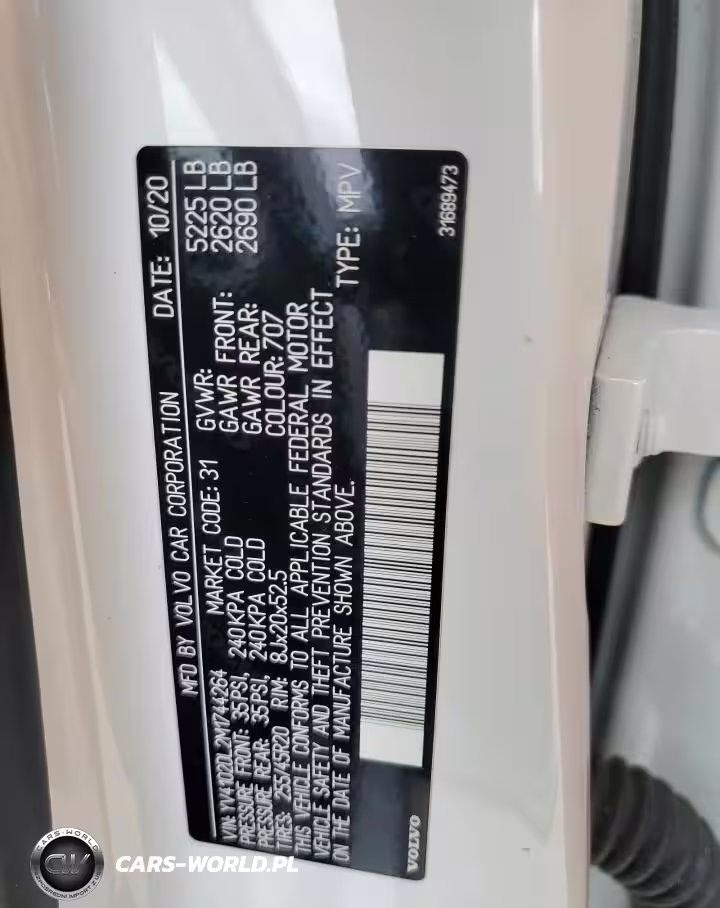 MFD BY VOLVO CAR CORPORATION DATE: 10/20
VIN: YV4102DL2M1744264 MARKET CODE: 31 GVWR: 5225 LB
PRESSURE FRONT: 35PSI, 240KPA COLD GAWR FRONT: 2620 LB
PRESSURE REAR: 35PSI, 240KPA COLD GAWR REAR: 2690 LB
TIRES: 255/45R20 RIM: 8Jx20x52.5 COLOUR: 707
THIS VEHICLE CONFORMS TO ALL APPLICABLE FEDERAL MOTOR
VEHICLE SAFETY AND THEFT PREVENTION STANDARDS IN EFFECT
ON THE DATE OF MANUFACTURE SHOWN ABOVE. TYPE: MPV
VOLVO 31689473
CARS-WORLD
CW
CARS-WORLD.PL